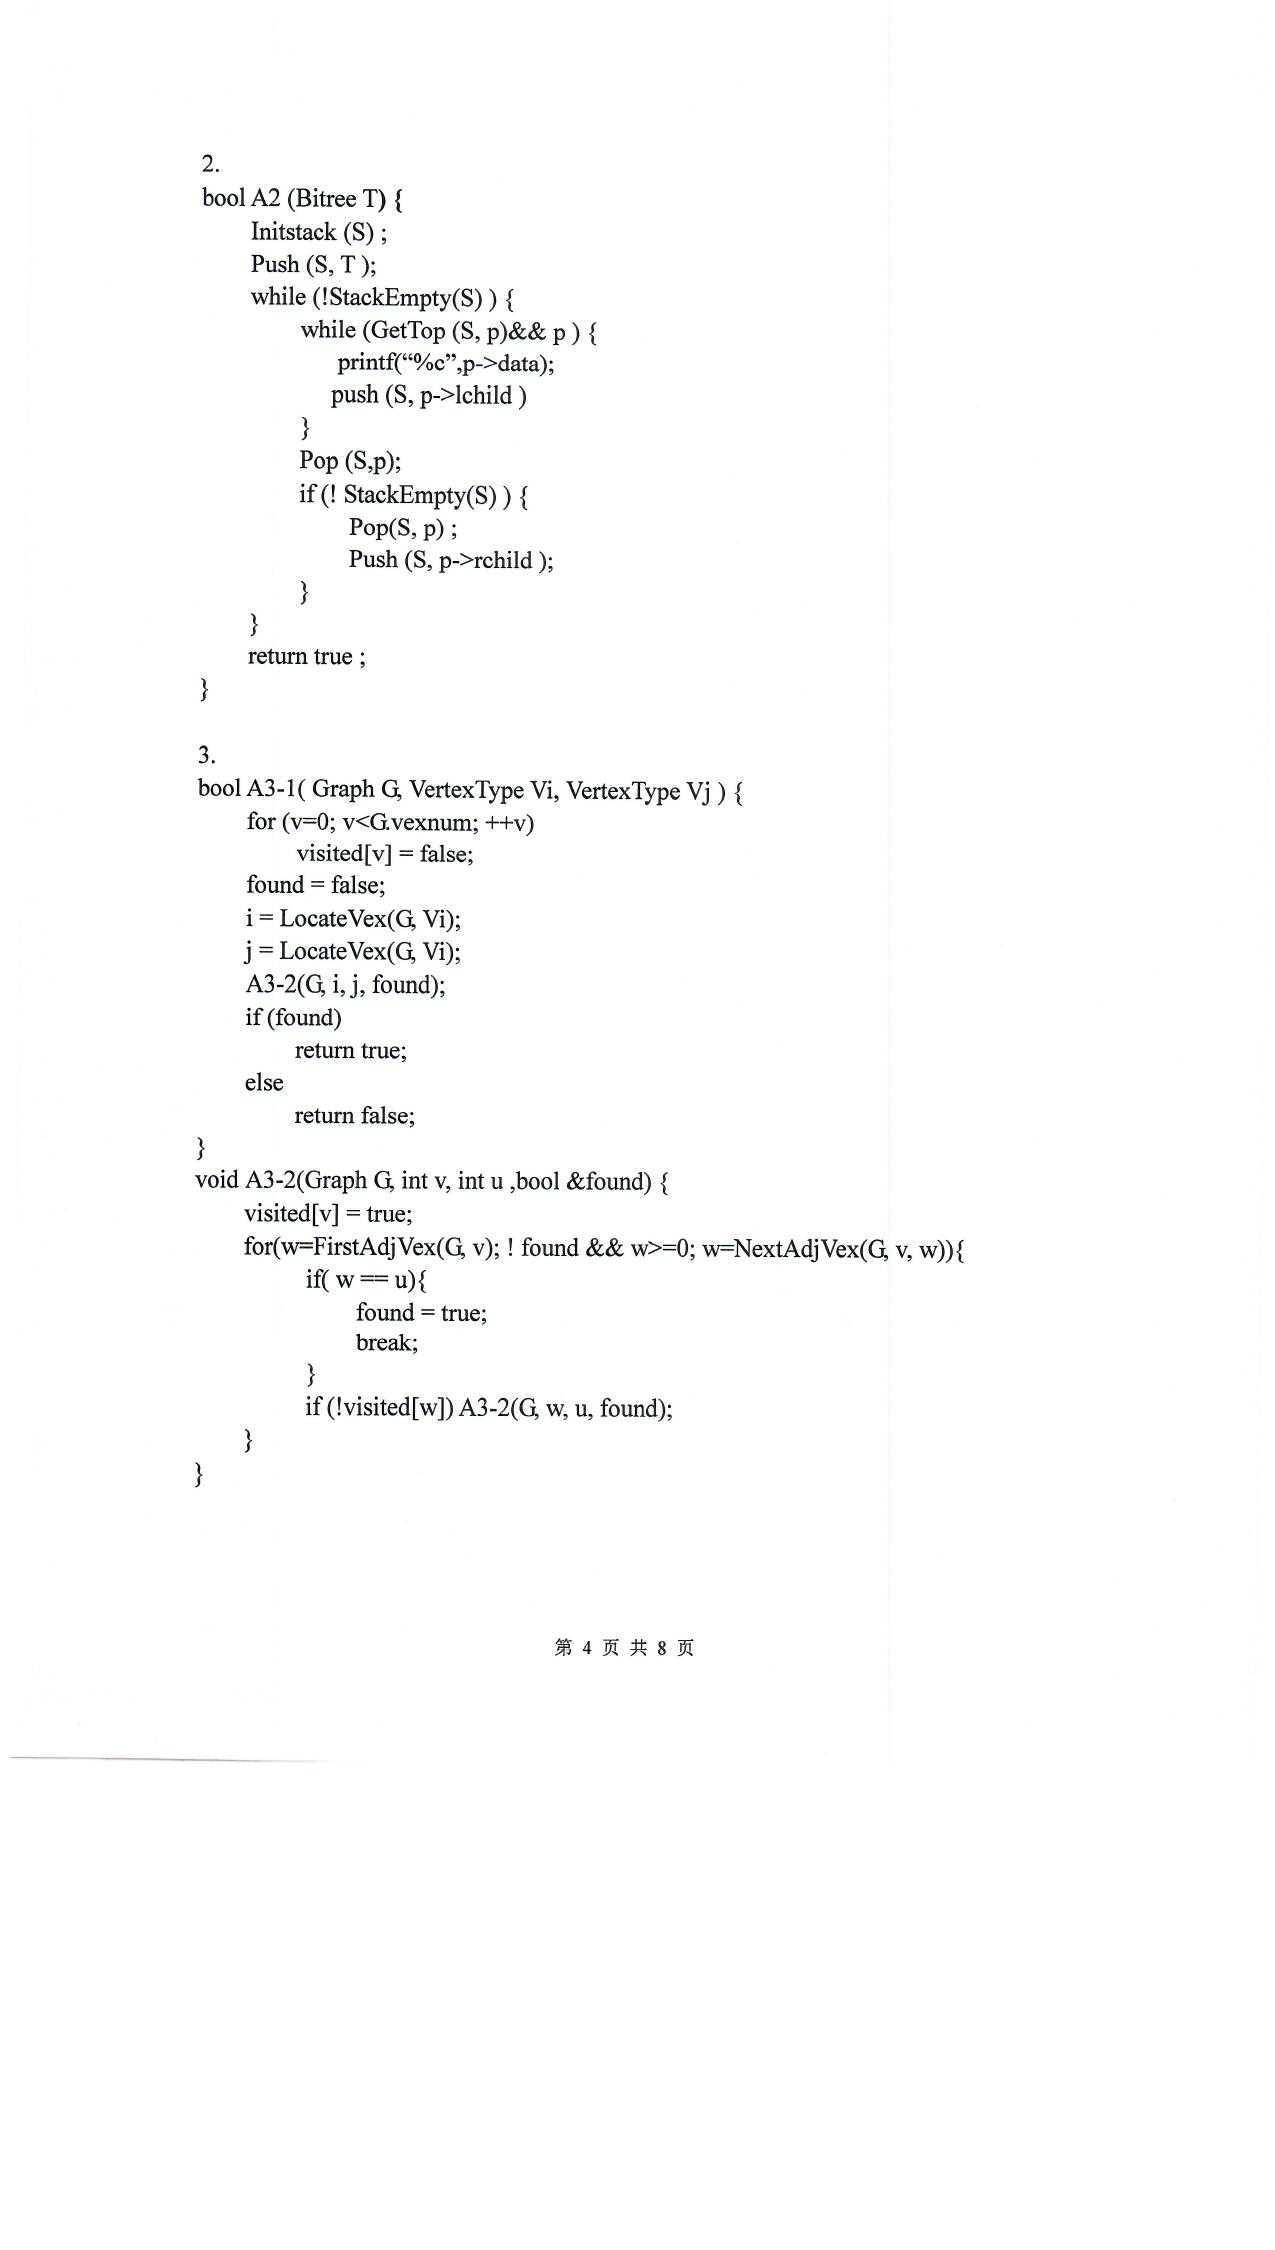 2.
bool A2 (Bitree T) {
Initstack (S) ;
Push (S, T );
while (!StackEmpty(S) ) {
while (GetTop (S, p)&& p ) {
printf(“%c”,p->data);
push (S, p->lchild )
}
Pop (S,p);
if (! StackEmpty(S) ) {
Pop(S, p) ;
Push (S, p->rchild );
}
}
return true ;
}
3.
bool A3-1( Graph G, VertexType Vi, VertexType Vj ) {
for (v=0; v<G.vexnum; ++v)
visited[v] = false;
found = false;
i = LocateVex(G, Vi);
j = LocateVex(G, Vi);
A3-2(G, i, j, found);
if (found)
return true;
else
return false;
}
void A3-2(Graph G, int v, int u ,bool &found) {
visited[v] = true;
for(w=FirstAdjVex(G, v); ! found && w>=0; w=NextAdjVex(G, v, w)){
if( w == u){
found = true;
break;
}
if (!visited[w]) A3-2(G, w, u, found);
}
}
第 4 页 共 8 页